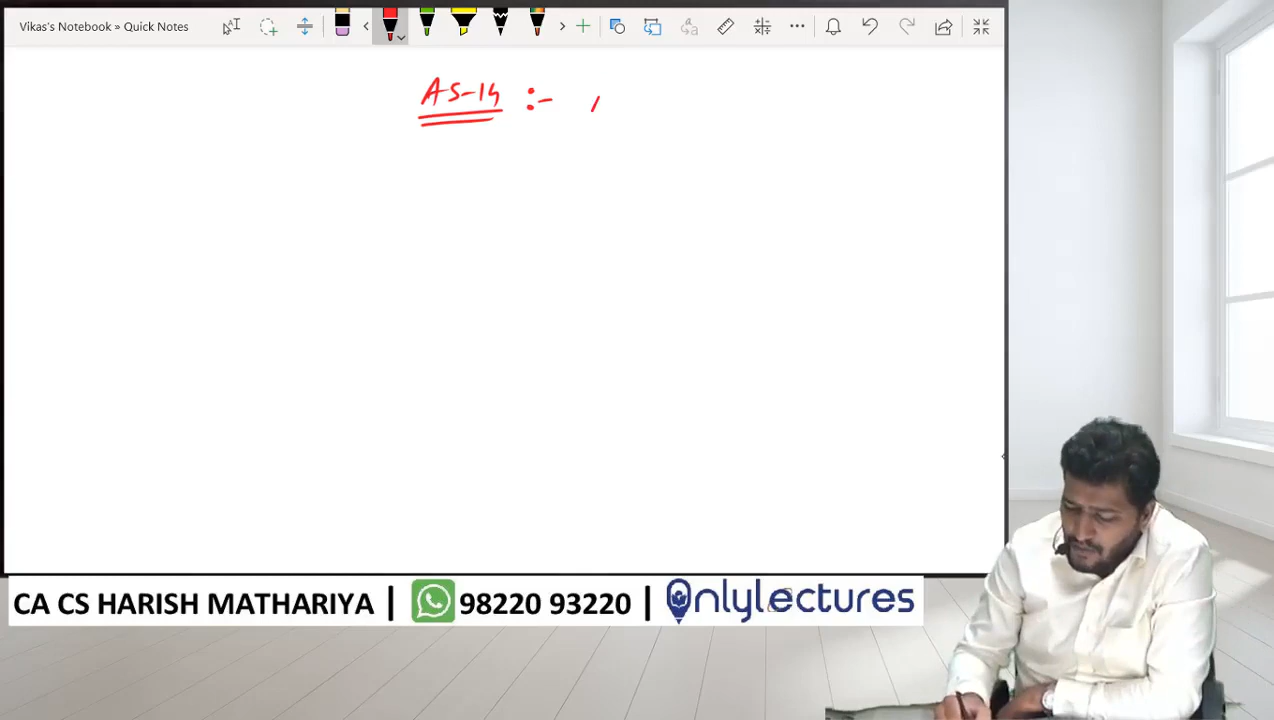 Vikas's Notebook » Quick Notes
AS-14 :-
CA CS HARISH MATHARIYA | 98220 93220 | Onlylectures